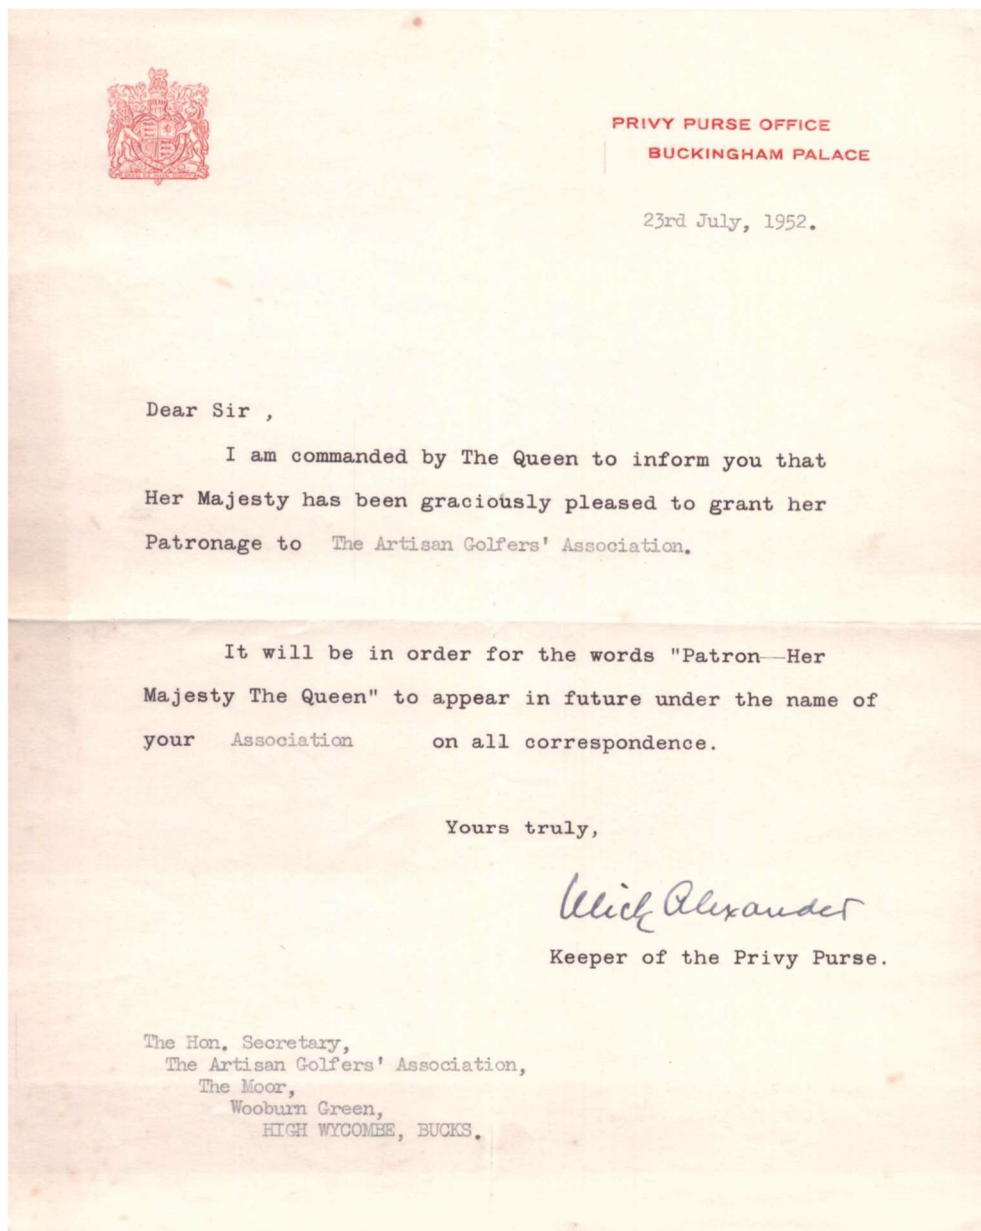 PRIVY PURSE OFFICE
BUCKINGHAM PALACE
23rd July, 1952.
Dear Sir ,
I am commanded by The Queen to inform you that
Her Majesty has been graciously pleased to grant her
Patronage to The Artisan Golfers' Association.
It will be in order for the words "Patron—Her
Majesty The Queen" to appear in future under the name of
your Association on all correspondence.
Yours truly,
Ulick Alexander
Keeper of the Privy Purse.
The Hon. Secretary,
The Artisan Golfers' Association,
The Moor,
Wooburn Green,
HIGH WYCOMBE, BUCKS.